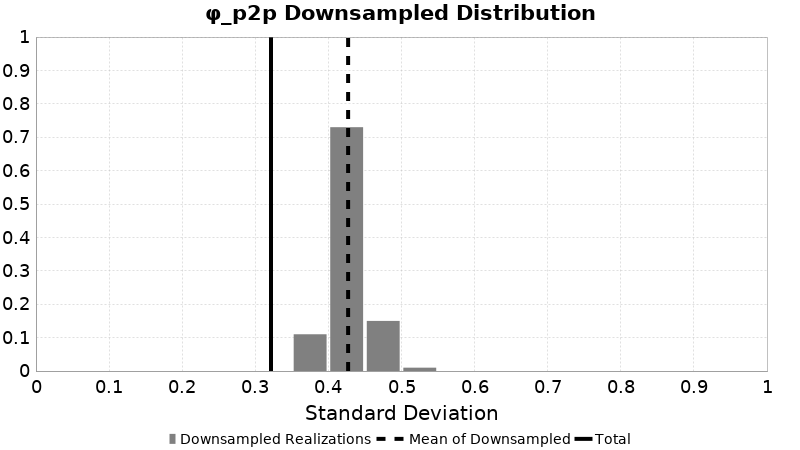 φ_p2p Downsampled Distribution
1
0.9
0.8
0.7
0.6
0.5
0.4
0.3
0.2
0.1
0
0 0.1 0.2 0.3 0.4 0.5 0.6 0.7 0.8 0.9 1
Standard Deviation
Downsampled Realizations Mean of Downsampled Total